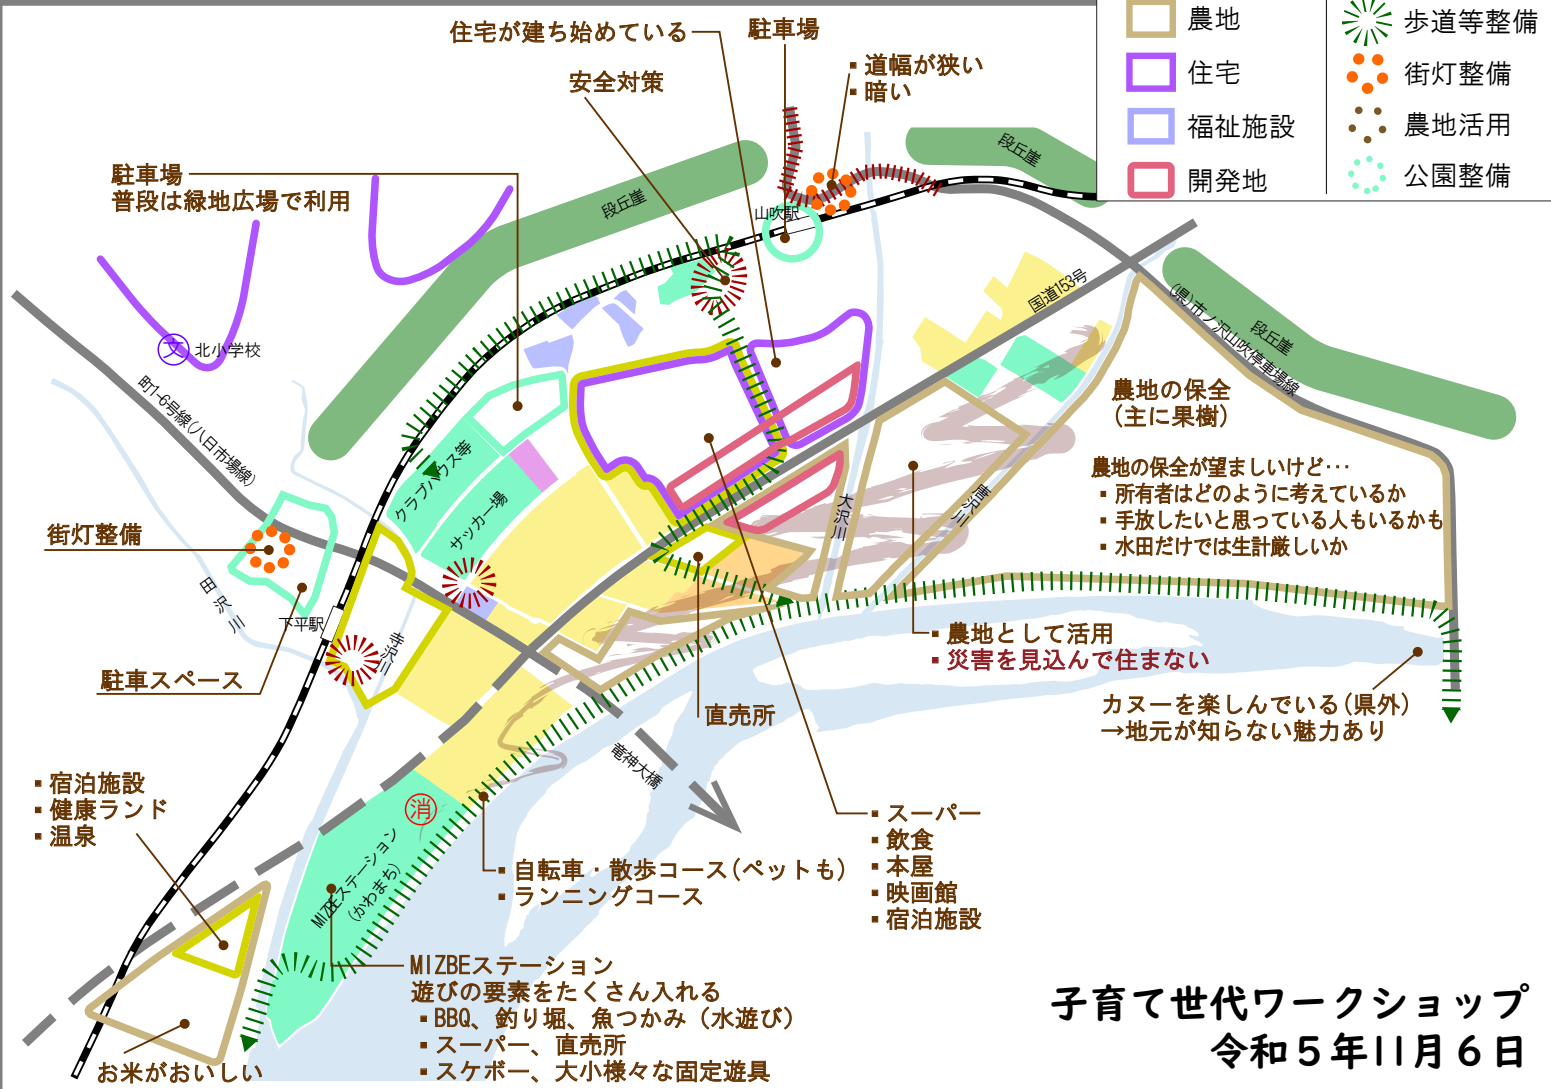 農地
住宅
福祉施設
開発地
歩道等整備
街灯整備
農地活用
公園整備
住宅が建ち始めている
駐車場
安全対策
▪ 道幅が狭い
▪ 暗い
駐車場
普段は緑地広場で利用
段丘崖
段丘崖
段丘崖
山吹駅
国道153号
(県)市ノ沢山吹停車場線
文 北小学校
町1-6号線(八日市場線)
農地の保全
(主に果樹)
農地の保全が望ましいけど…
▪ 所有者はどのように考えているか
▪ 手放したいと思っている人もいるかも
▪ 水田だけでは生計厳しいか
クラブハウス等
サッカー場
大沢川
唐沢川
街灯整備
田沢川
下平駅
寺沢川
駐車スペース
▪ 農地として活用
▪ 災害を見込んで住まない
カヌーを楽しんでいる(県外)
→地元が知らない魅力あり
直売所
竜神大橋
▪ 宿泊施設
▪ 健康ランド
▪ 温泉
消
MIZBEステーション
(かわまち)
▪ スーパー
▪ 飲食
▪ 本屋
▪ 映画館
▪ 宿泊施設
▪ 自転車・散歩コース(ペットも)
▪ ランニングコース
MIZBEステーション
遊びの要素をたくさん入れる
▪ BBQ、釣り堀、魚つかみ（水遊び）
▪ スーパー、直売所
▪ スケボー、大小様々な固定遊具
お米がおいしい
子育て世代ワークショップ
令和５年11月６日